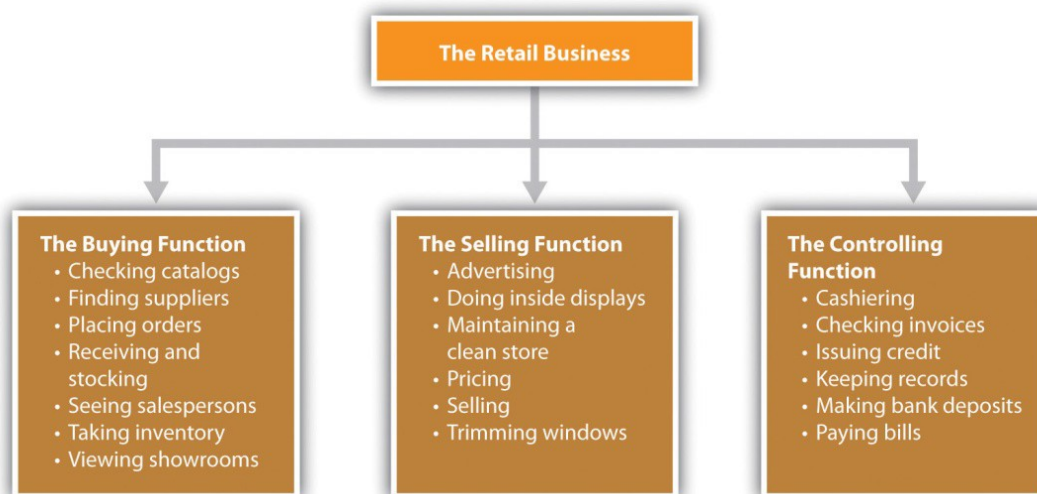 The Retail Business
The Buying Function
• Checking catalogs
• Finding suppliers
• Placing orders
• Receiving and
stocking
• Seeing salespersons
• Taking inventory
• Viewing showrooms
The Selling Function
• Advertising
• Doing inside displays
• Maintaining a
clean store
• Pricing
• Selling
• Trimming windows
The Controlling
Function
• Cashiering
• Checking invoices
• Issuing credit
• Keeping records
• Making bank deposits
• Paying bills